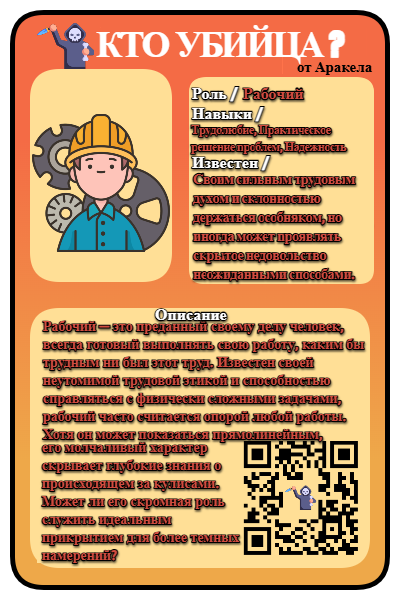 КТО УБИЙЦА?
от Аракела
Роль / Рабочий
Навыки /
Трудолюбие, Практическое
решение проблем, Надежность
Известен /
Своим сильным трудовым
духом и склонностью
держаться особняком, но
иногда может проявлять
скрытое недовольство
неожиданными способами.
Описание
Рабочий — это преданный своему делу человек,
всегда готовый выполнять свою работу, каким бы
трудным ни был этот труд. Известен своей
неутомимой трудовой этикой и способностью
справляться с физически сложными задачами,
рабочий часто считается опорой любой работы.
Хотя он может показаться прямолинейным,
его молчаливый характер
скрывает глубокие знания о
происходящем за кулисами.
Может ли его скромная роль
служить идеальным
прикрытием для более темных
намерений?